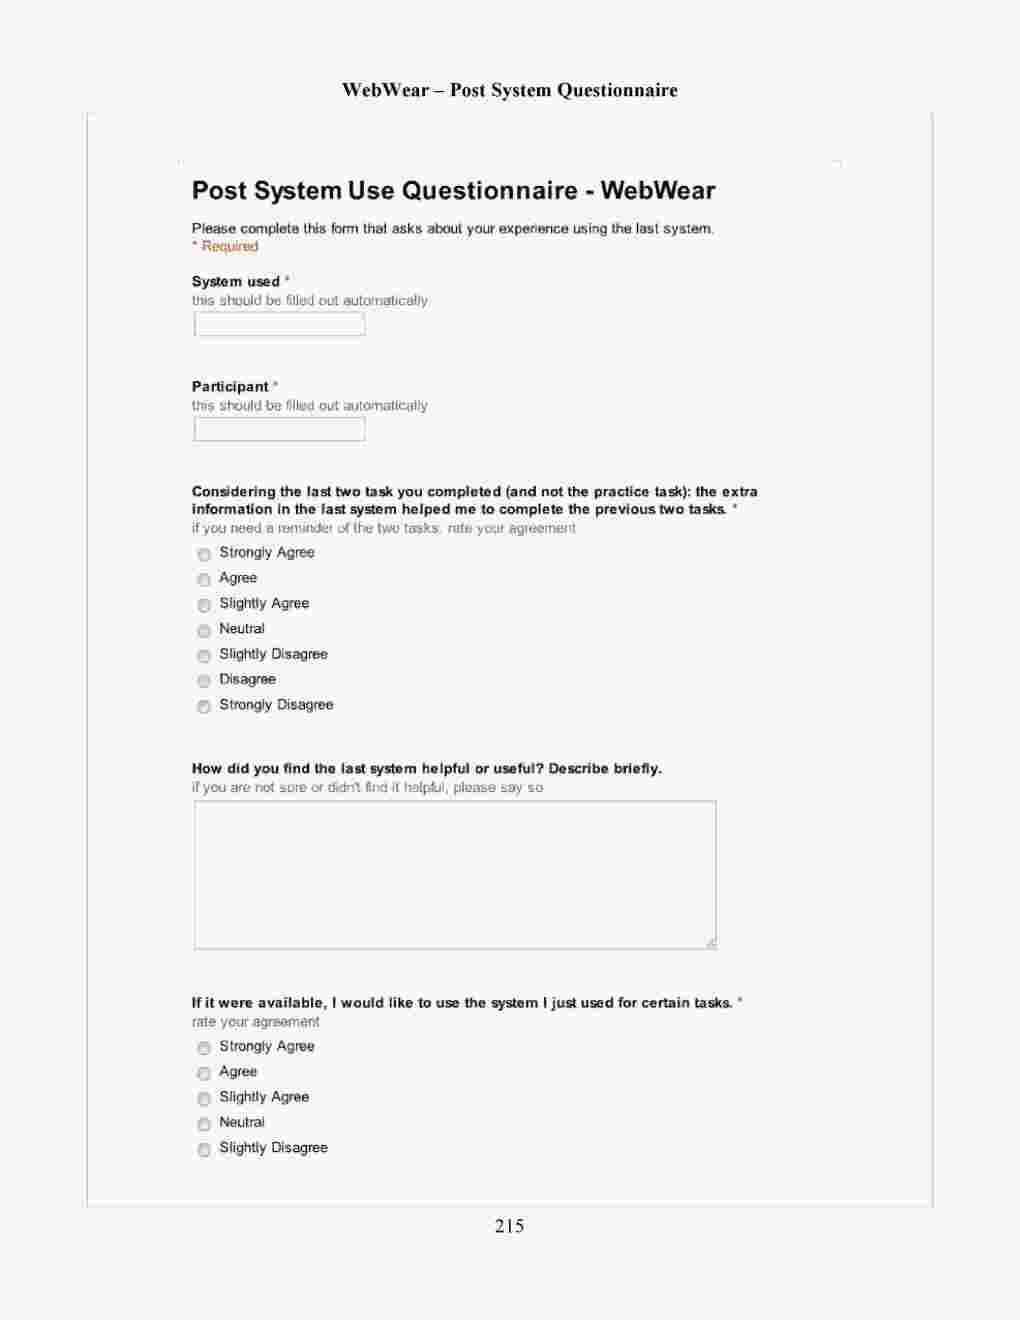 WebWear – Post System Questionnaire
Post System Use Questionnaire - WebWear
Please complete this form that asks about your experience using the last system.
* Required
System used *
this should be filled out automatically
Participant *
this should be filled out automatically
Considering the last two task you completed (and not the practice task): the extra
information in the last system helped me to complete the previous two tasks. *
if you need a reminder of the two tasks. rate your agreement
Strongly Agree
Agree
Slightly Agree
Neutral
Slightly Disagree
Disagree
Strongly Disagree
How did you find the last system helpful or useful? Describe briefly.
if you are not sore or didn't find it helpful, please say so
If it were available, I would like to use the system I just used for certain tasks. *
rate your agreement
Strongly Agree
Agree
Slightly Agree
Neutral
Slightly Disagree
215